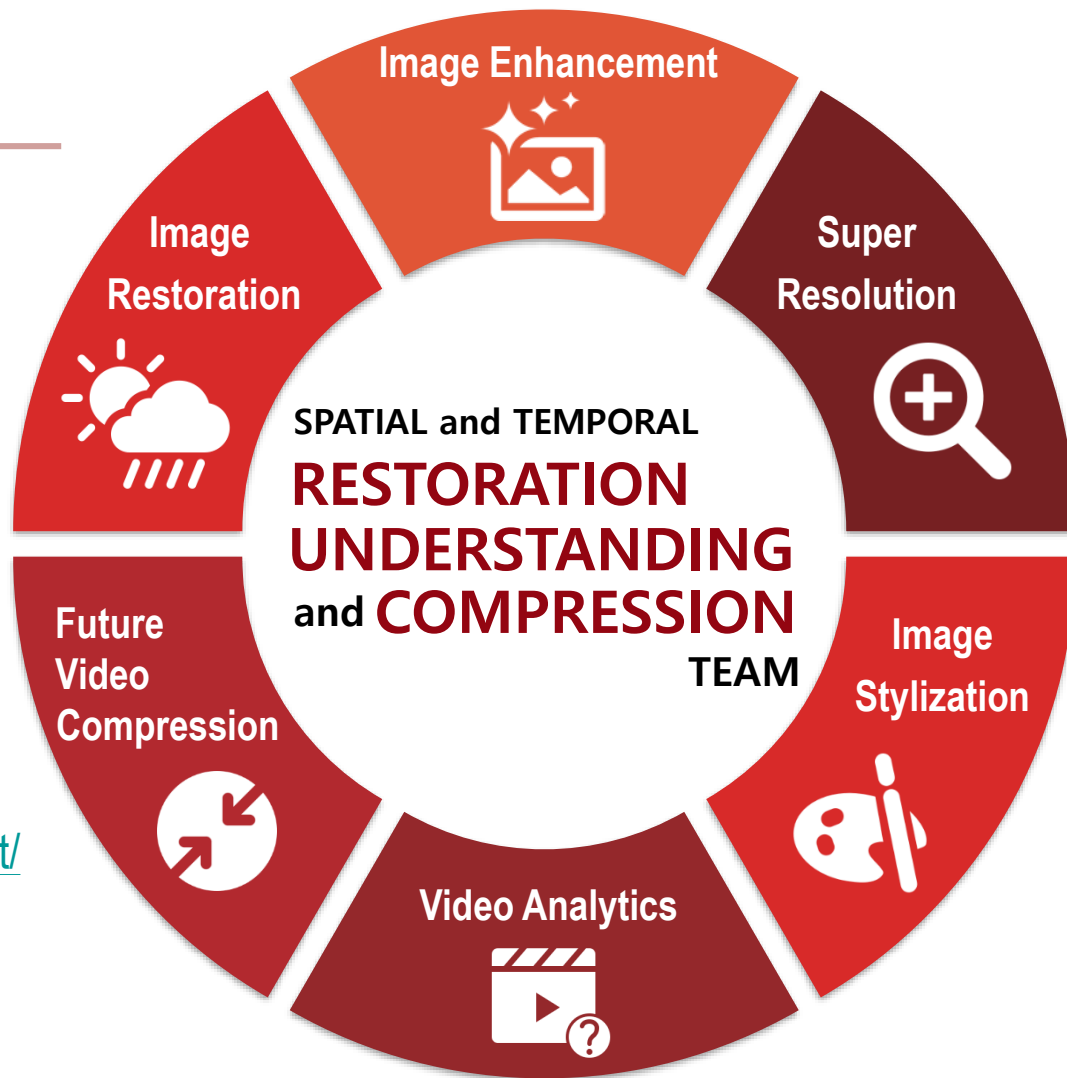 Image Enhancement
Image
Restoration
Super
Resolution
SPATIAL and TEMPORAL
RESTORATION
UNDERSTANDING
and COMPRESSION
TEAM
Future
Video
Compression
Image
Stylization
t/
Video Analytics
?